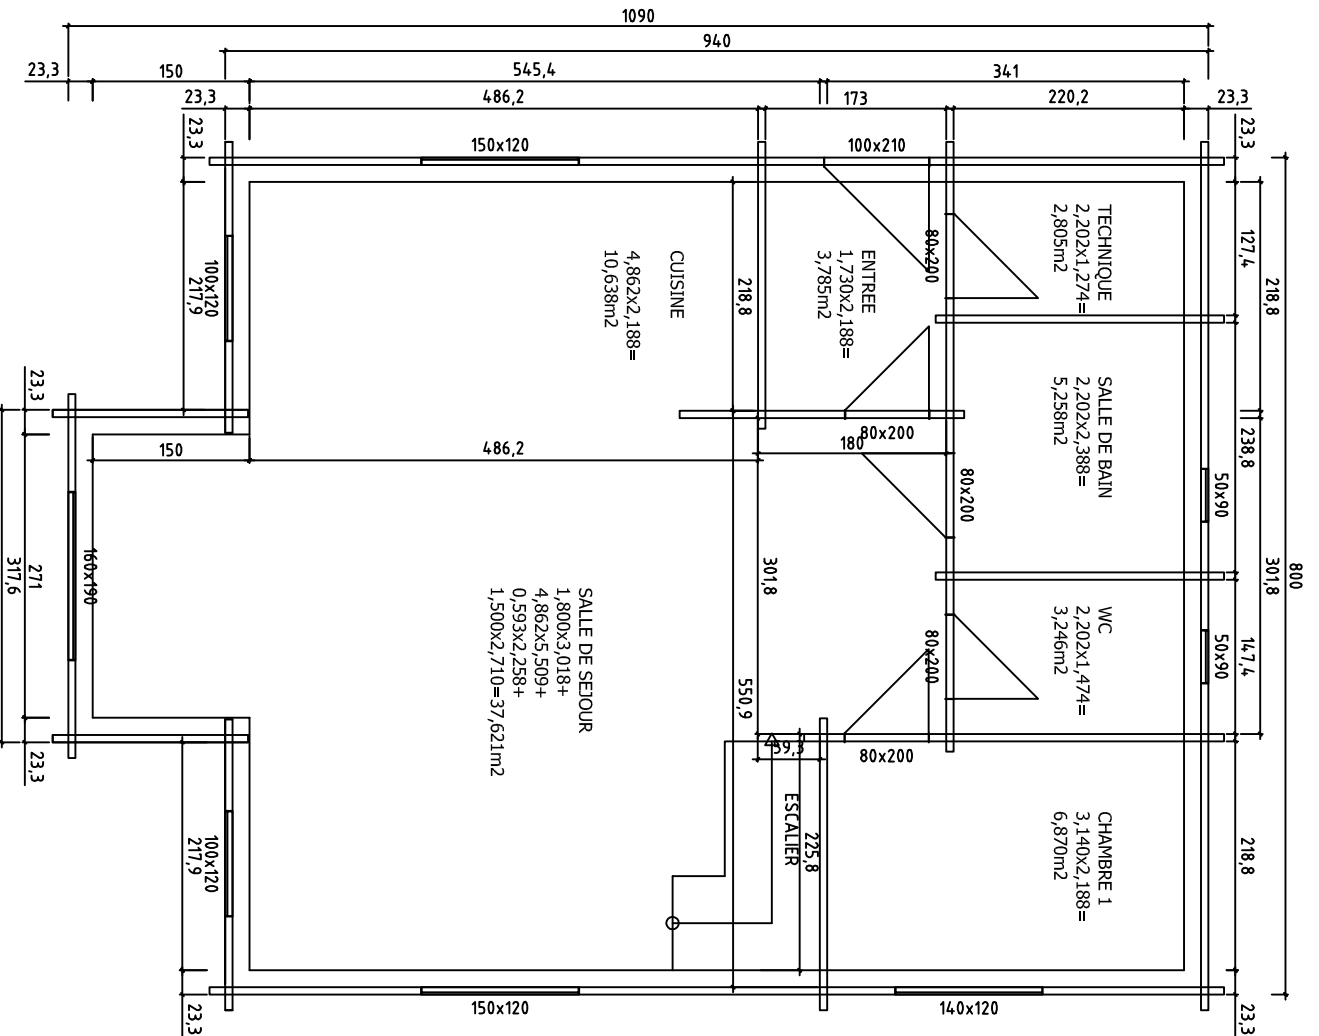 1090
940
23,3
150
545,4
341
23,3
486,2
173
220,2
23,3
23,3
150x120
100x210
23,3
TECHNIQUE
2,202x1,274=
2,805m2
127,4
218,8
80x200
ENTREE
1,730x2,188=
3,785m2
CUISINE
4,862x2,188=
10,638m2
218,8
100x120
217,9
23,3
SALLE DE BAIN
2,202x2,388=
5,258m2
238,8
50x90
80x200
180
80x200
150
486,2
800
301,8
301,8
160x190
271
317,6
SALLE DE SEJOUR
1,800x3,018+
4,862x5,509+
0,593x2,258+
1,500x2,710=37,621m2
WC
2,202x1,474=
3,246m2
147,4
50x90
80x200
550,9
59,3
80x200
23,3
ESCALIER
225,8
CHAMBRE 1
3,140x2,188=
6,870m2
218,8
100x120
217,9
23,3
150x120
140x120
23,3